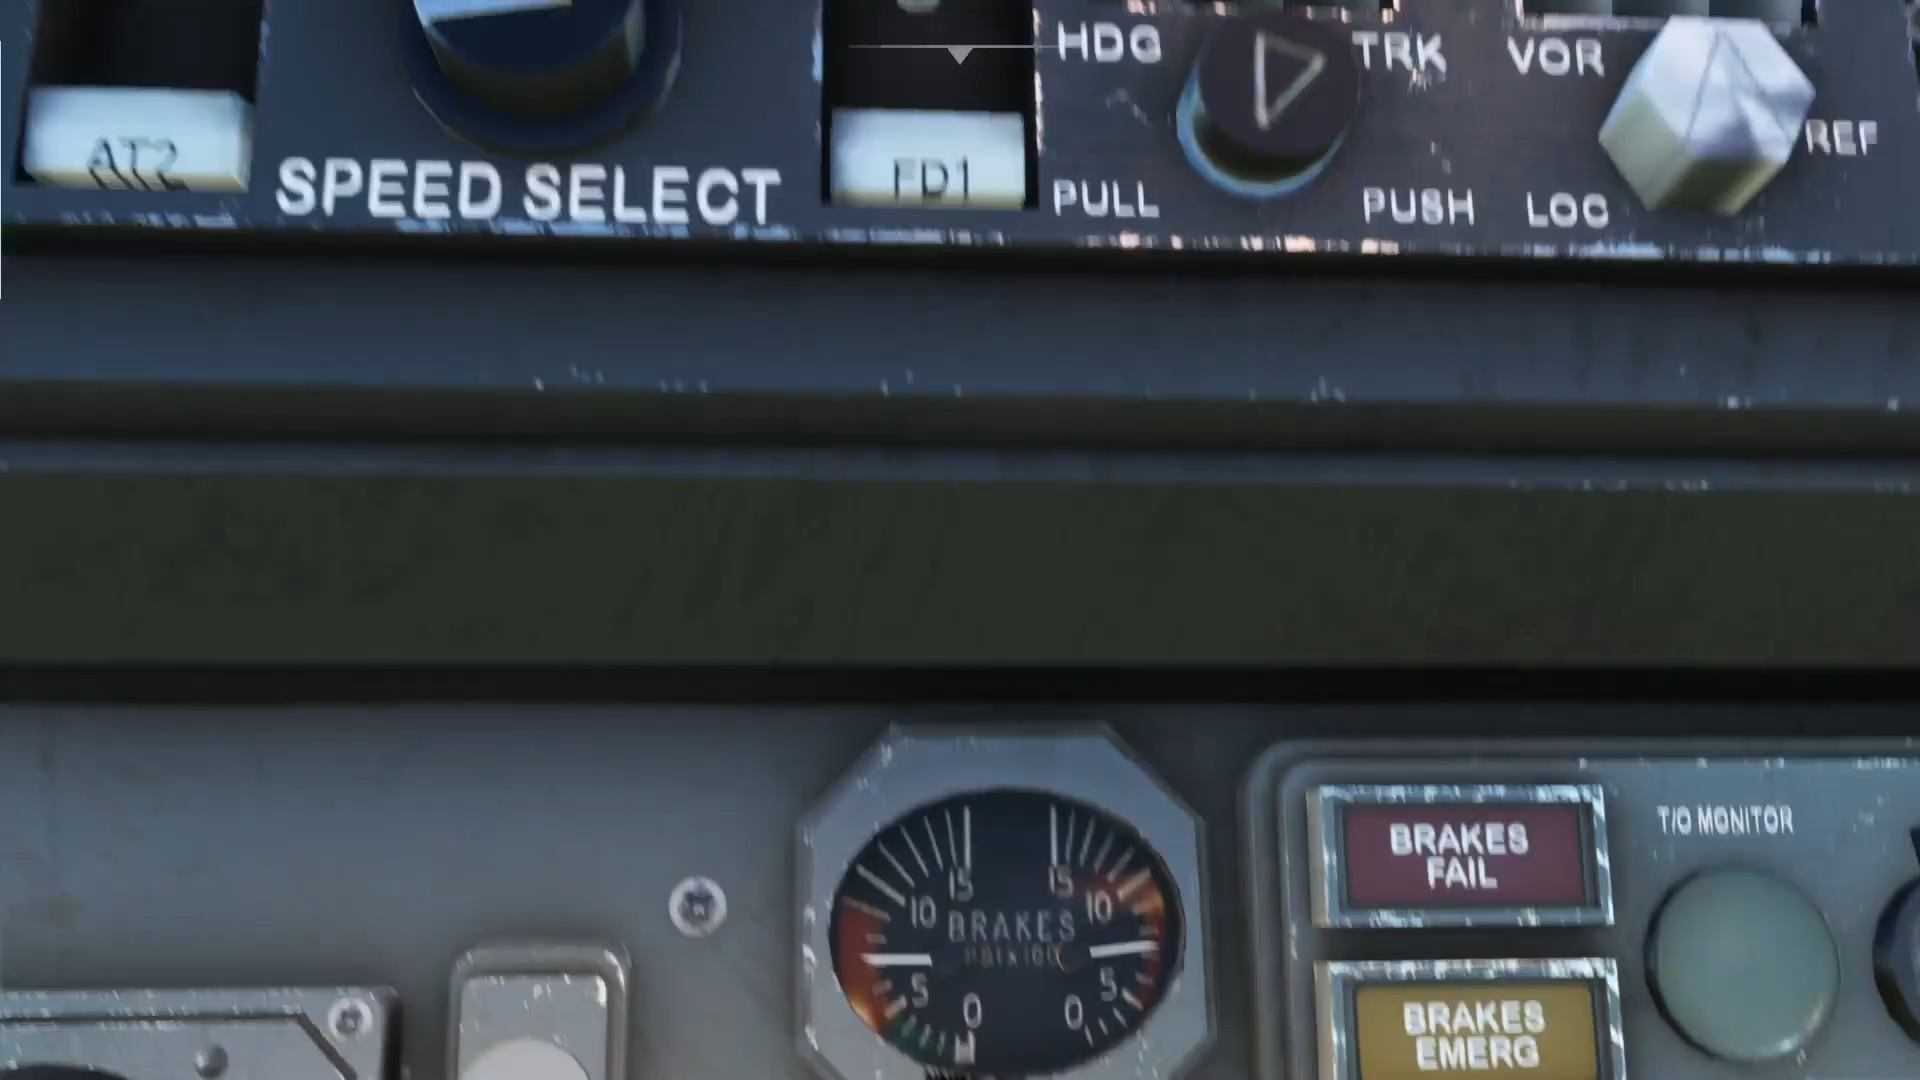 HDG
TRK
VOR
AT2
FD1
REF
SPEED SELECT
PULL
PUSH
LOC
T/O MONITOR
BRAKES
FAIL
15
15
10
10
BRAKES
5
5
0
0
BRAKES
EMERG